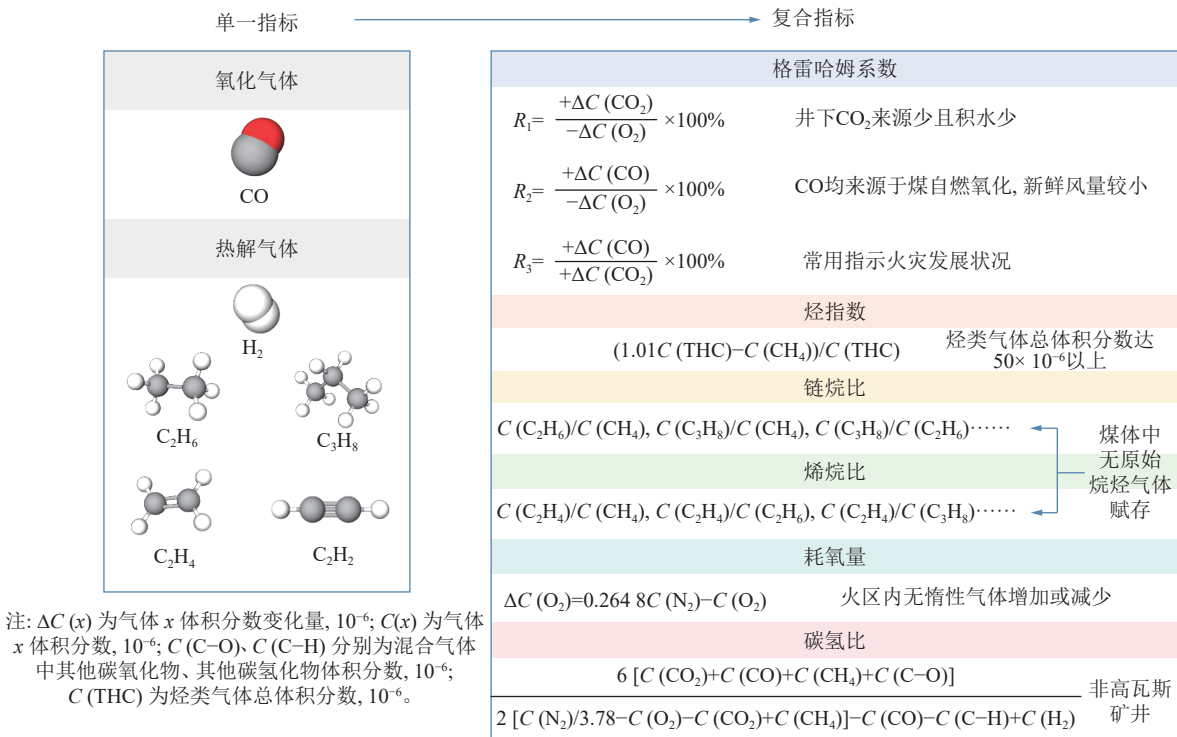 单一指标
复合指标
氧化气体
CO
热解气体
H₂
C₂H₆
C₃H₈
C₂H₄
C₂H₂
注: ΔC (x) 为气体 x 体积分数变化量, 10⁻⁶; C(x) 为气体
x 体积分数, 10⁻⁶; C (C−O)、C (C−H) 分别为混合气体
中其他碳氧化物、其他碳氢化物体积分数, 10⁻⁶;
C (THC) 为烃类气体总体积分数, 10⁻⁶。
格雷哈姆系数
R₁= +ΔC (CO₂) / −ΔC (O₂) ×100% 井下CO₂来源少且积水少
R₂= +ΔC (CO) / −ΔC (O₂) ×100% CO均来源于煤自燃氧化, 新鲜风量较小
R₃= +ΔC (CO) / +ΔC (CO₂) ×100% 常用指示火灾发展状况
烃指数
(1.01C (THC)−C (CH₄))/C (THC) 烃类气体总体积分数达
50× 10⁻⁶以上
链烷比
C (C₂H₆)/C (CH₄), C (C₃H₈)/C (CH₄), C (C₃H₈)/C (C₂H₆)······
烯烷比
C (C₂H₄)/C (CH₄), C (C₂H₄)/C (C₂H₆), C (C₂H₄)/C (C₃H₈)······
煤体中
无原始
烷烃气体
赋存
耗氧量
ΔC (O₂)=0.264 8C (N₂)−C (O₂) 火区内无惰性气体增加或减少
碳氢比
6 [C (CO₂)+C (CO)+C (CH₄)+C (C−O)]
2 [C (N₂)/3.78−C (O₂)−C (CO₂)+C (CH₄)]−C (CO)−C (C−H)+C (H₂)
非高瓦斯
矿井